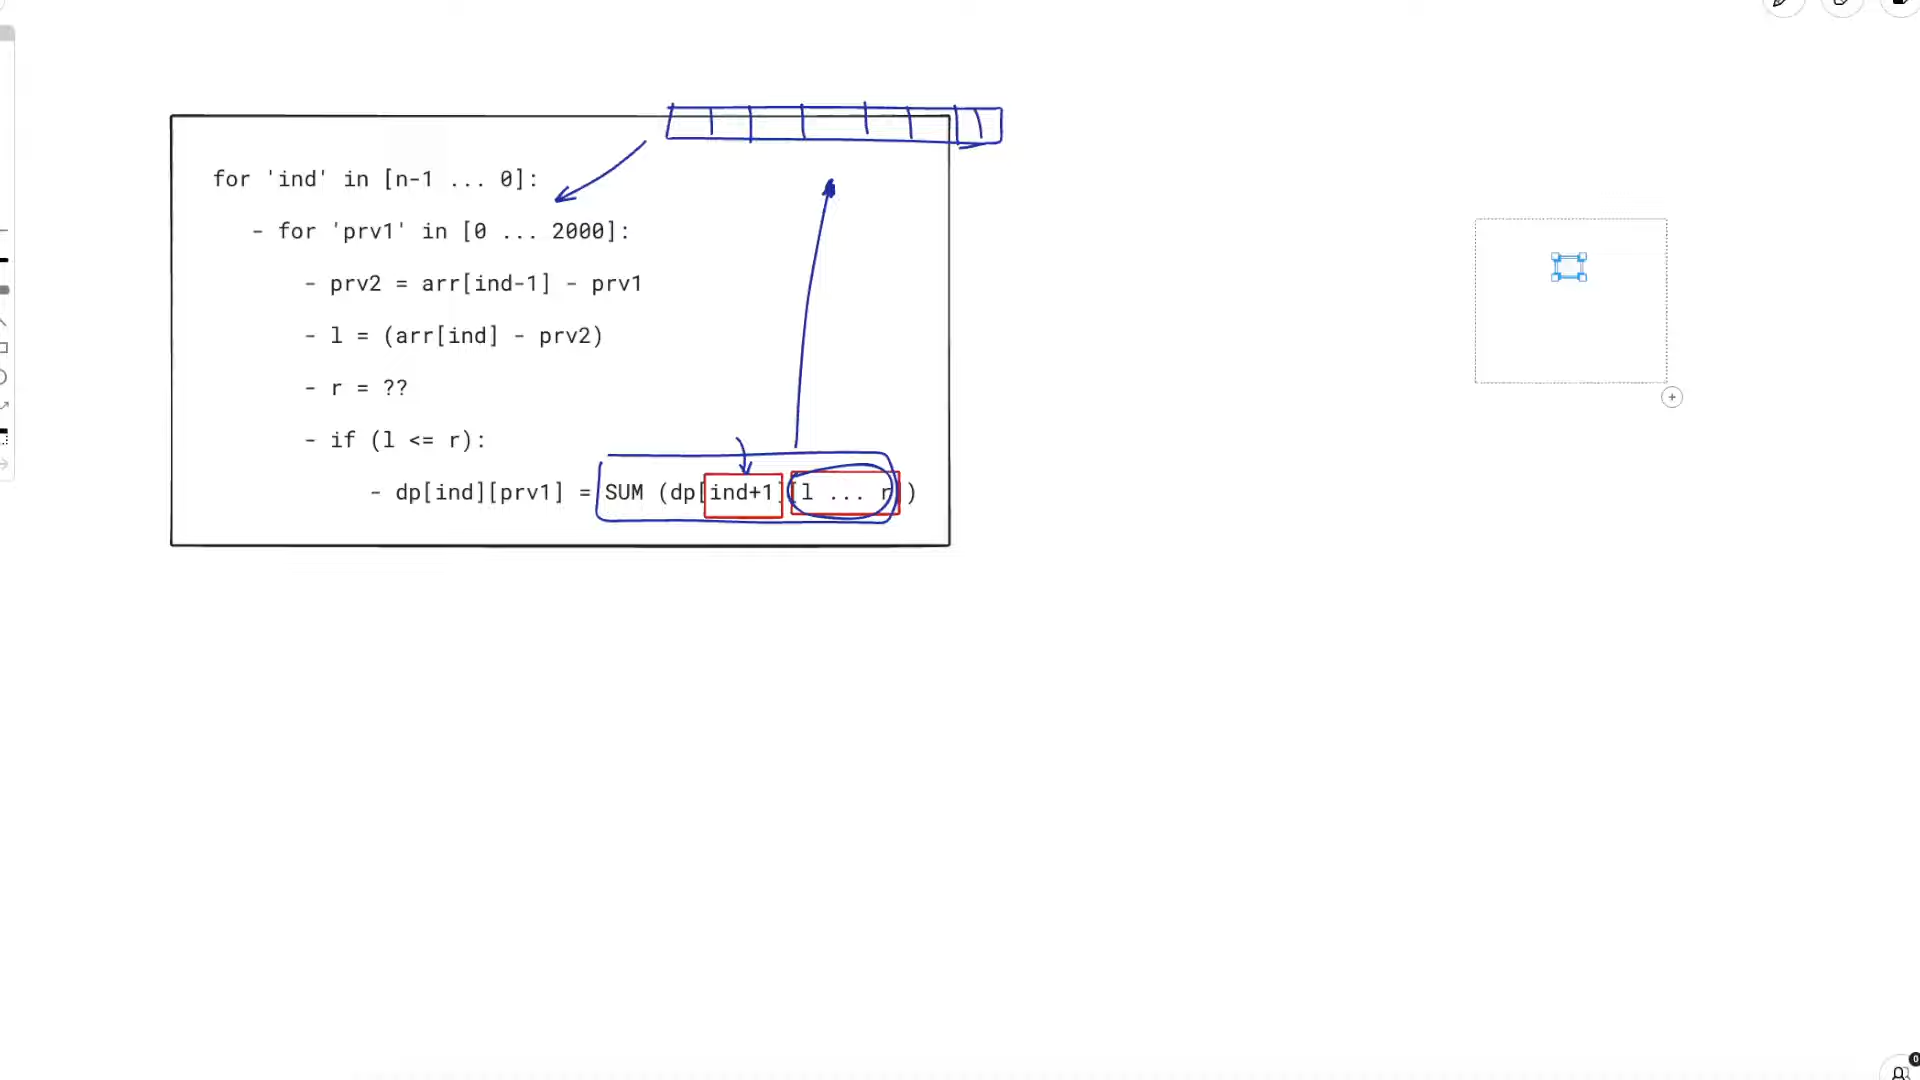 for 'ind' in [n-1 ... 0]:
- for 'prv1' in [0 ... 2000]:
- prv2 = arr[ind-1] - prv1
- l = (arr[ind] - prv2)
- r = ??
- if (l <= r):
- dp[ind][prv1] = SUM (dp[ind+1][l ... r])
0